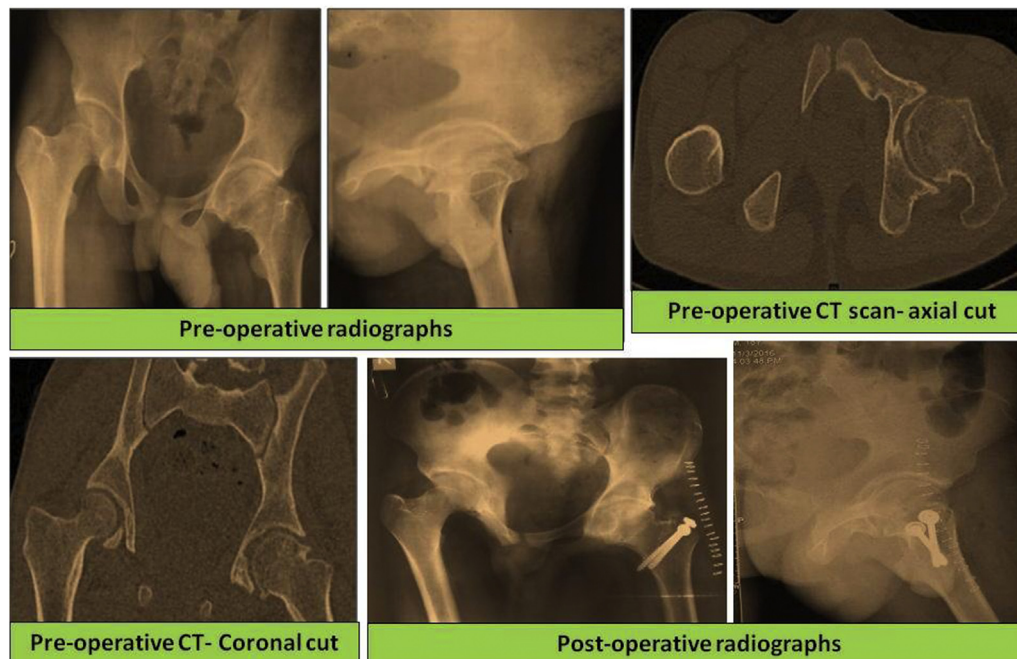 Pre-operative radiographs
Pre-operative CT scan- axial cut
Pre-operative CT- Coronal cut
Post-operative radiographs